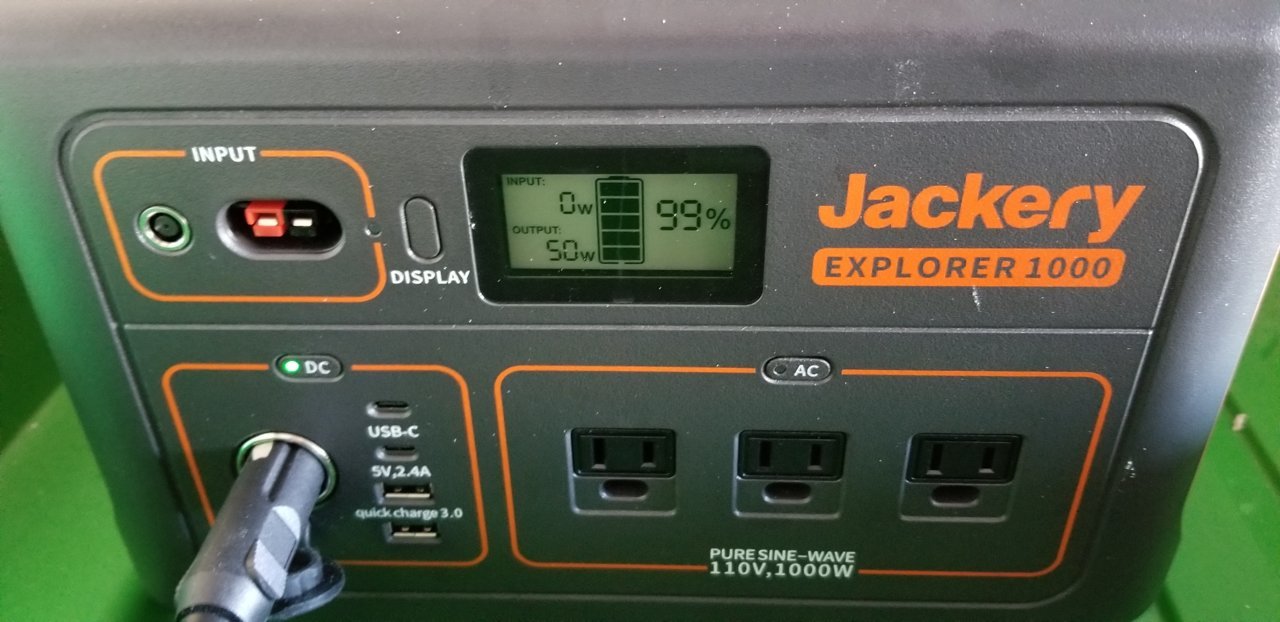 INPUT
INPUT:
0w
99%
OUTPUT:
50w
DISPLAY
Jackery
EXPLORER 1000
DC
AC
USB-C
5V,2.4A
quick charge 3.0
PURE SINE-WAVE
110V,1000W